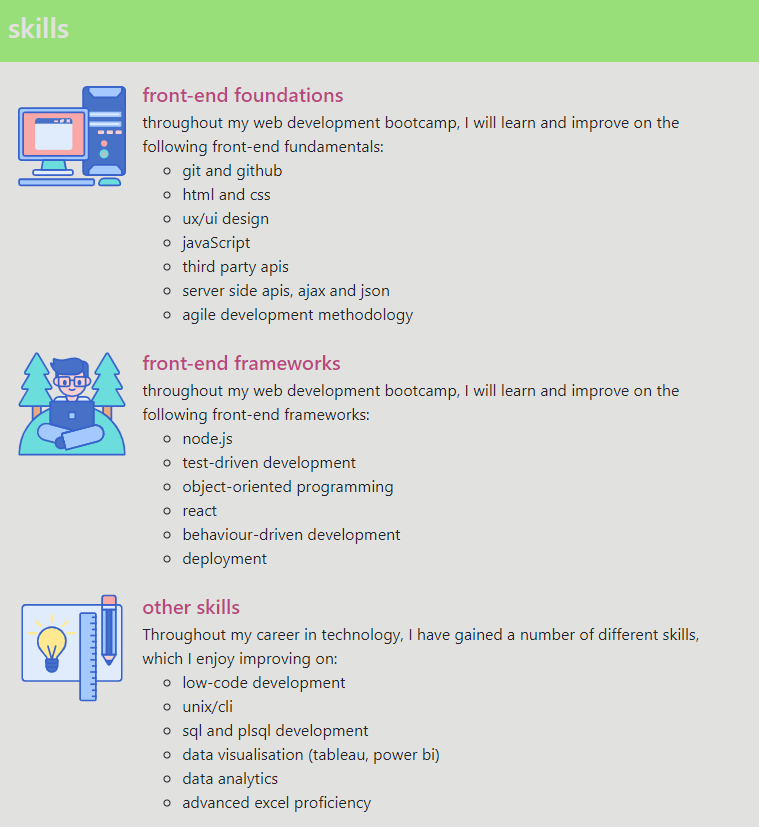 skills
front-end foundations
throughout my web development bootcamp, I will learn and improve on the
following front-end fundamentals:
git and github
html and css
ux/ui design
javaScript
third party apis
server side apis, ajax and json
agile development methodology
front-end frameworks
throughout my web development bootcamp, I will learn and improve on the
following front-end frameworks:
node.js
test-driven development
object-oriented programming
react
behaviour-driven development
deployment
other skills
Throughout my career in technology, I have gained a number of different skills,
which I enjoy improving on:
low-code development
unix/cli
sql and plsql development
data visualisation (tableau, power bi)
data analytics
advanced excel proficiency